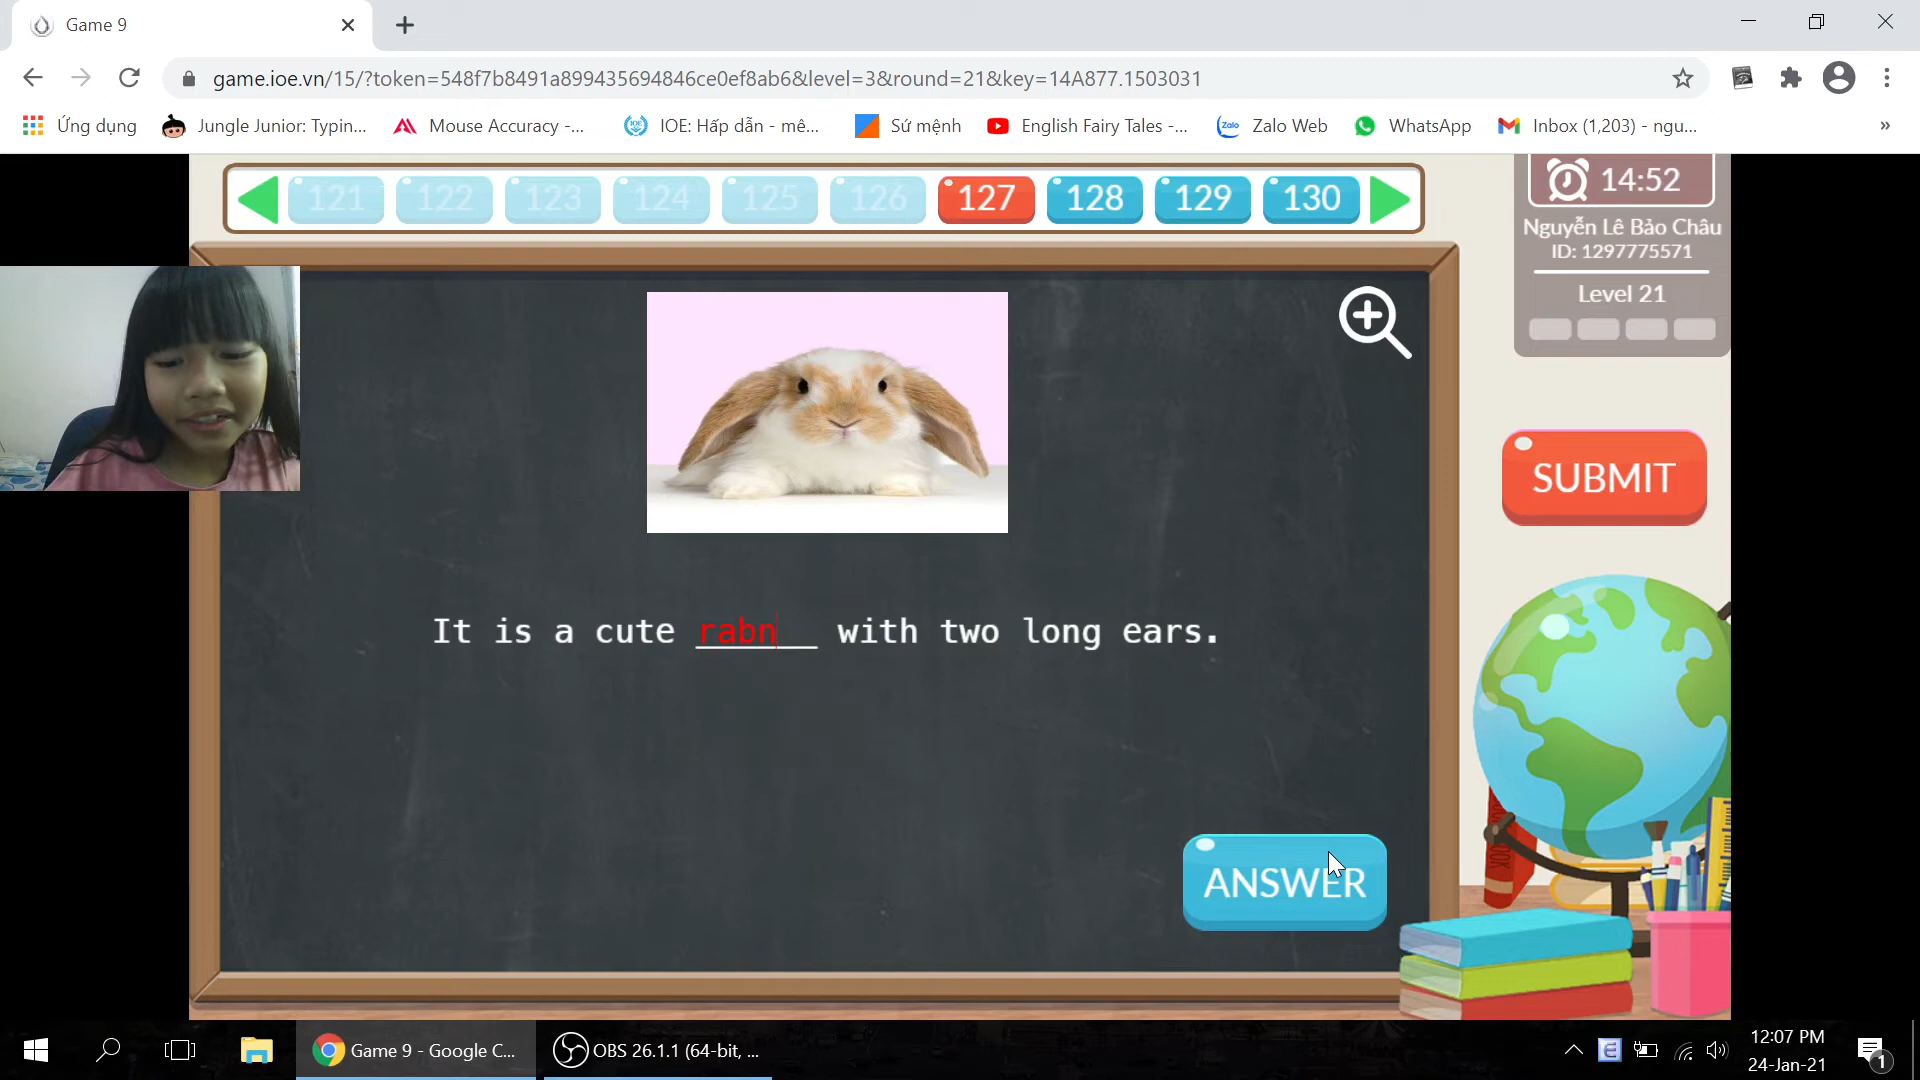 Game 9
game.ioe.vn/15/?token=548f7b8491a899435694846ce0ef8ab6&level=3&round=21&key=14A877.1503031
Ứng dụng Jungle Junior: Typin... Mouse Accuracy -... IOE: Hấp dẫn - mê... Sứ mệnh English Fairy Tales -... Zalo Zalo Web WhatsApp Inbox (1,203) - ngu... »
121 122 123 124 125 126 127 128 129 130
14:52
Nguyễn Lê Bảo Châu
ID: 1297775571
Level 21
SUBMIT
It is a cute rabn__ with two long ears.
ANSWER
Game 9 - Google C...
OBS 26.1.1 (64-bit, ...
12:07 PM
24-Jan-21
1